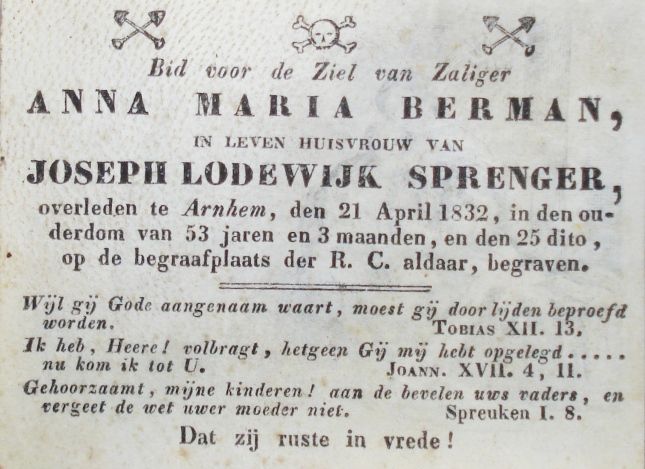 Bid voor de Ziel van Zaliger
ANNA MARIA BERMAN,
IN LEVEN HUISVROUW VAN
JOSEPH LODEWIJK SPRENGER,
overleden te Arnhem, den 21 April 1832, in den ou-
derdom van 53 jaren en 3 maanden, en den 25 dito,
op de begraafplaats der R. C. aldaar, begraven.
Wijl gij Gode aangenaam waart, moest gij door lijden beproefd
worden. TOBIAS XII. 13.
Ik heb, Heere! volbragt, hetgeen Gij mij hebt opgelegd.....
nu kom ik tot U. JOANN. XVII. 4, 11.
Gehoorzaamt, mijne kinderen! aan de bevelen uws vaders, en
vergeet de wet uwer moeder niet. Spreuken I. 8.
Dat zij ruste in vrede!